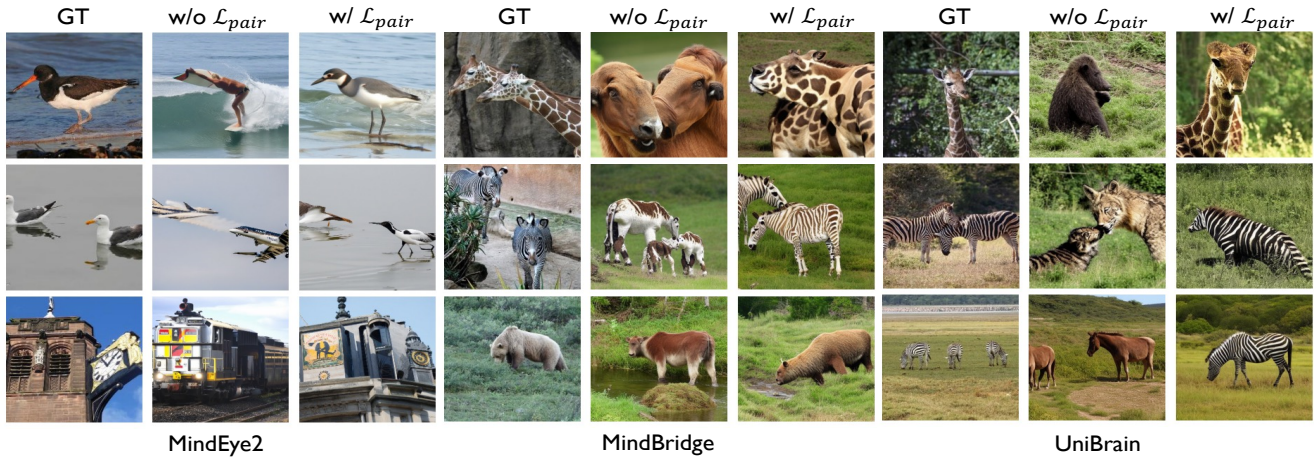 GT w/o ℒ_pair w/ ℒ_pair GT w/o ℒ_pair w/ ℒ_pair GT w/o ℒ_pair w/ ℒ_pair
MindEye2 MindBridge UniBrain